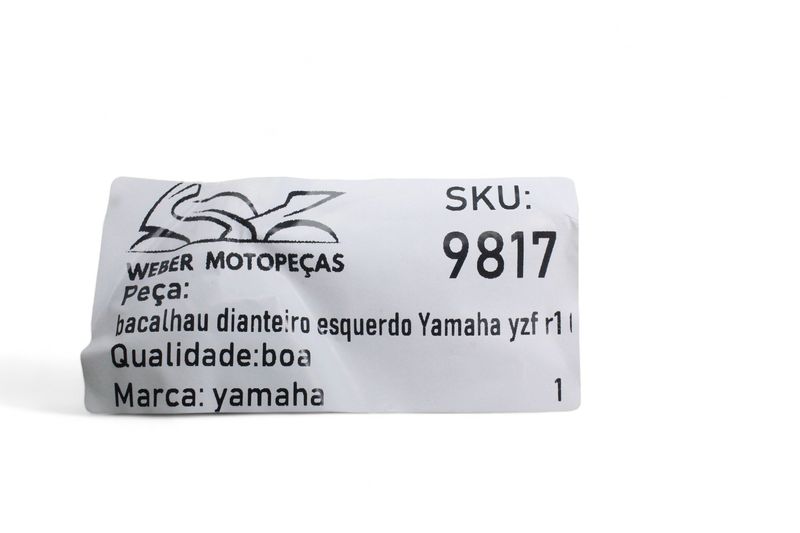 SKU:
9817
WEBER MOTOPEÇAS
Peça:
bacalhau dianteiro esquerdo Yamaha yzf r1
Qualidade:boa
Marca: yamaha 1